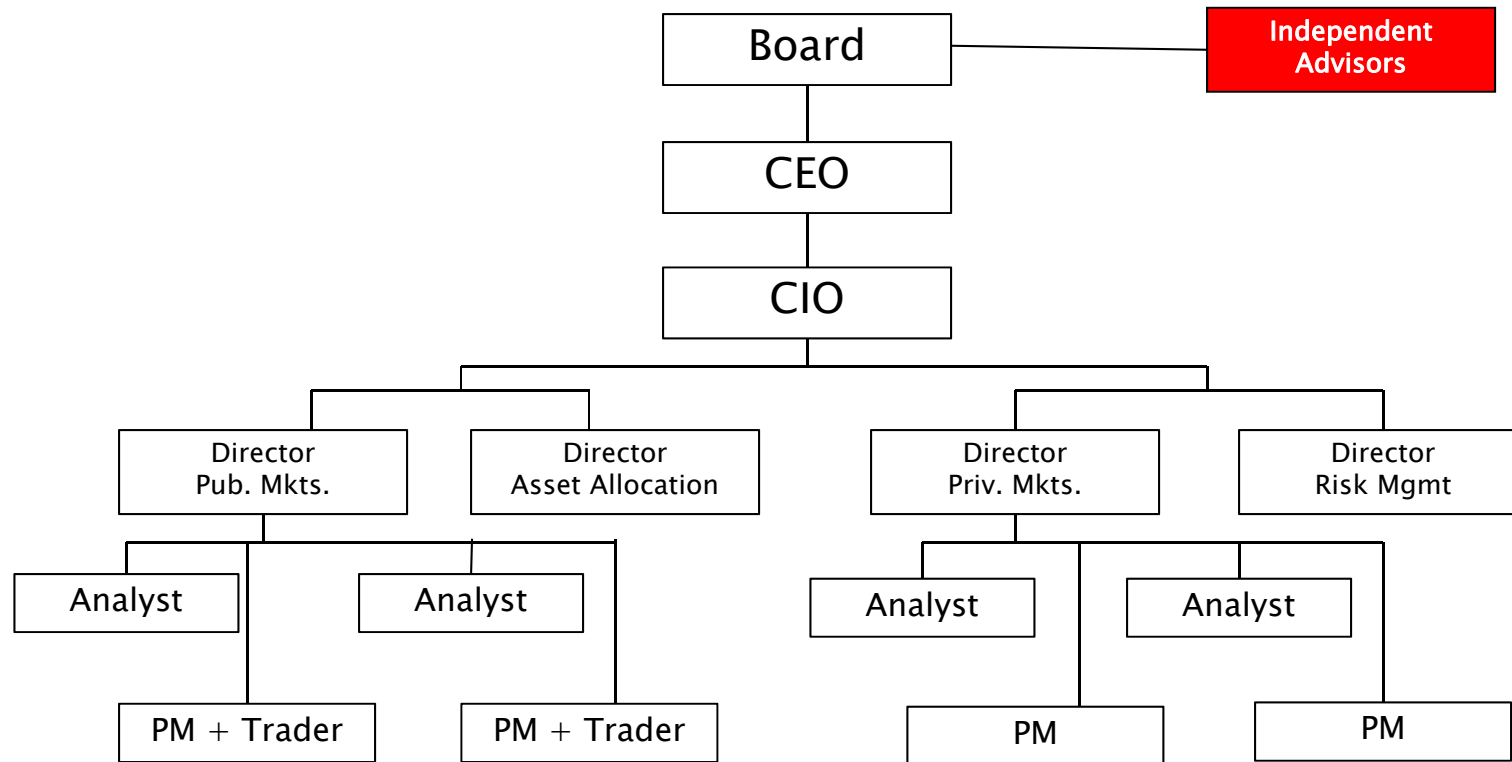 Board
Independent
Advisors
CEO
CIO
Director
Pub. Mkts.
Director
Asset Allocation
Director
Priv. Mkts.
Director
Risk Mgmt
Analyst
Analyst
Analyst
Analyst
PM + Trader
PM + Trader
PM
PM